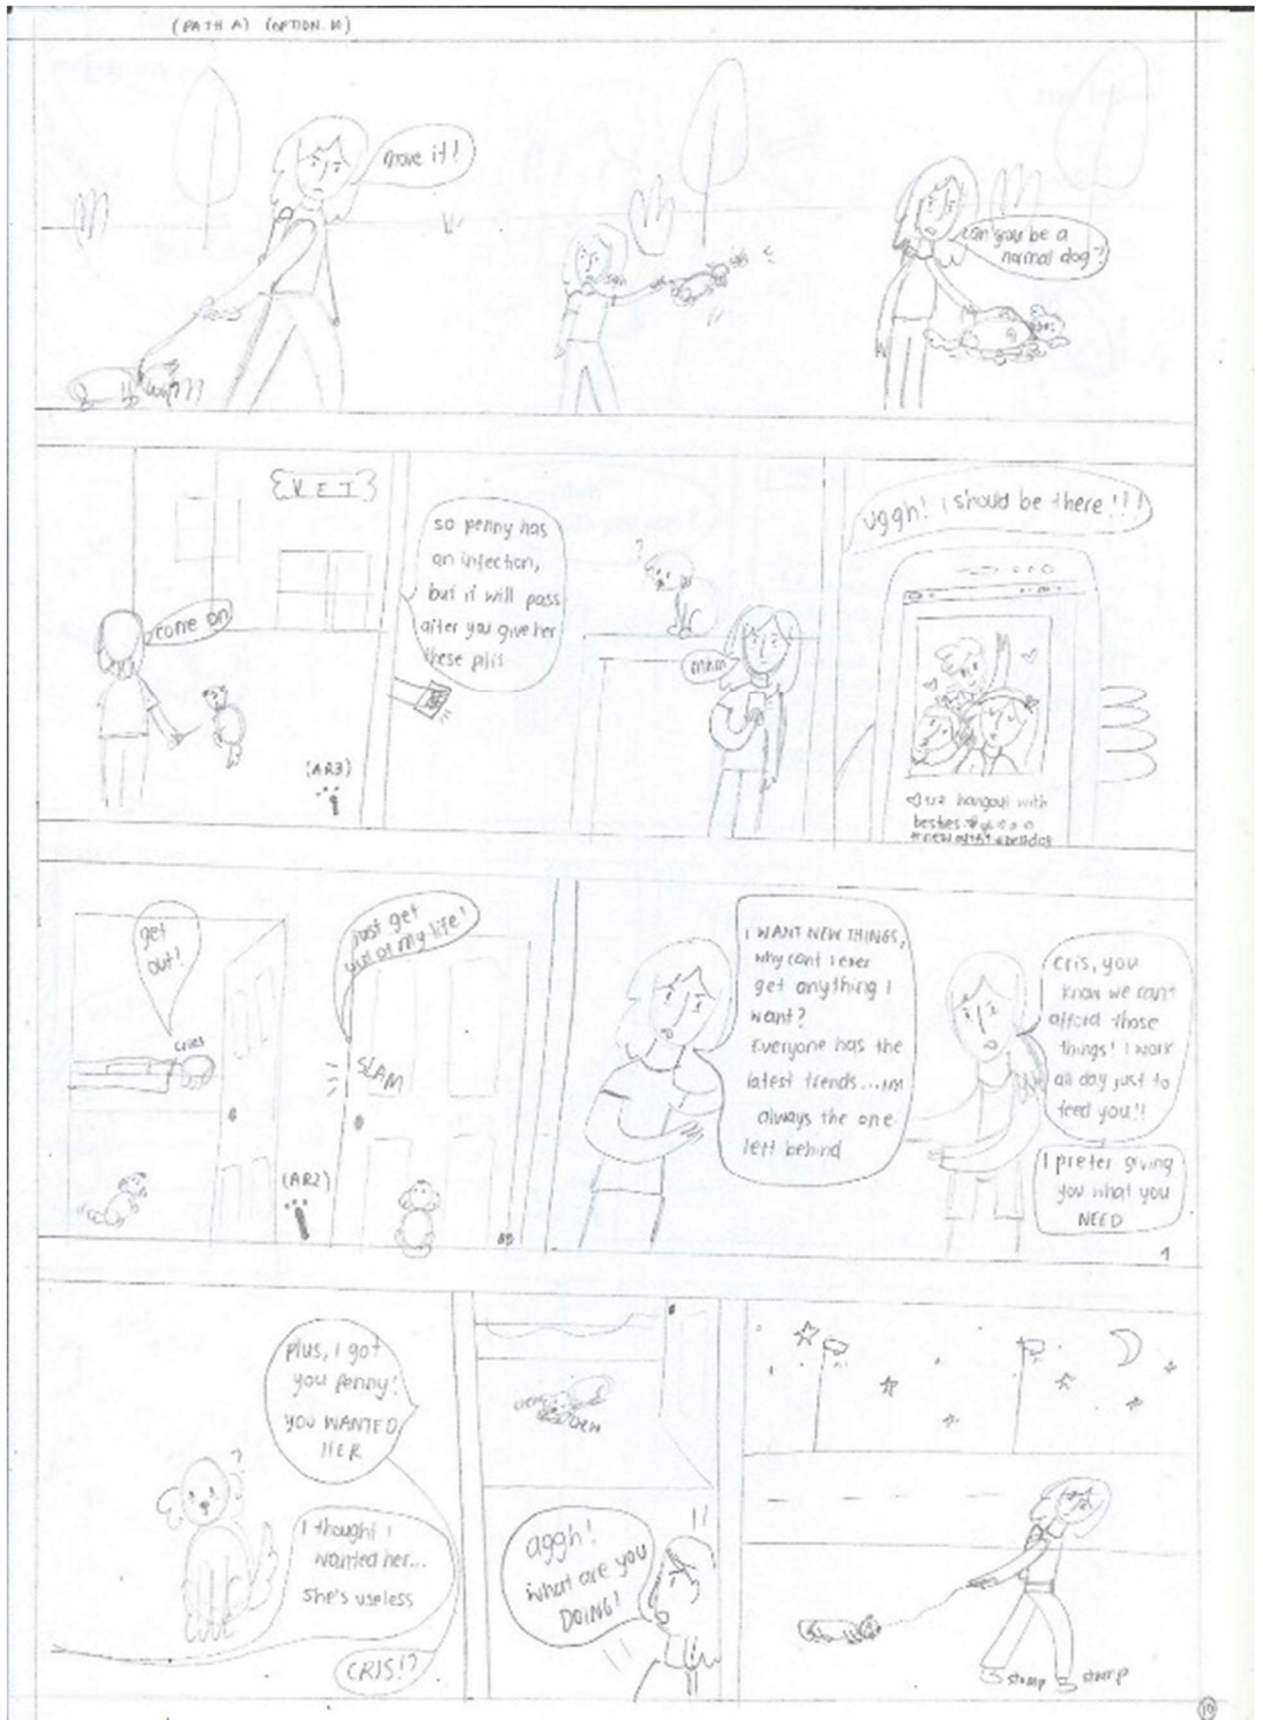 (PATH A) (OPTION A)
move it!
can you be a
normal dog?
{VET}
come on
(AR3)
so penny has
an infection,
but it will pass
after you give her
these plis
?
mhm
uggh! I should be there!!!
hangout with
besties
get
out!
cries
just get
out of my life!
SLAM
(AR2)
I WANT NEW THINGS,
why cant I ever
get anything I
want?
Everyone has the
latest trends...im
always the one
left behind
cris, you
know we can't
afford those
things! I work
all day just to
feed you!!
I prefer giving
you what you
NEED
1
plus, I got
you penny!
YOU WANTED
HER
?
I thought I
wanted her...
she's useless
CRIS!?
chew
chew
!!
aggh!
what are you
DOING!
stomp stomp
10